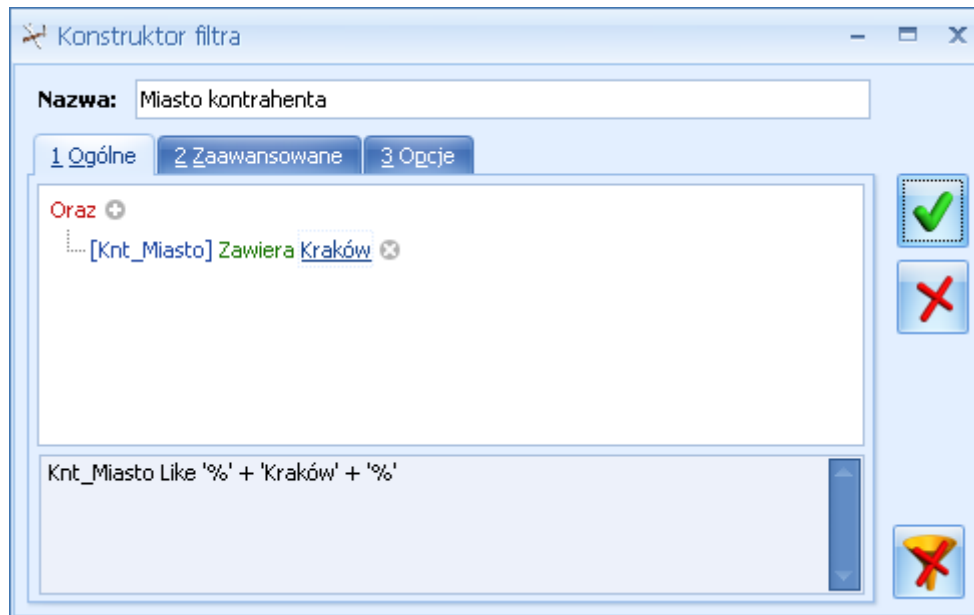 Konstruktor filtra
Nazwa: Miasto kontrahenta
1 Ogólne 2 Zaawansowane 3 Opcje
Oraz
[Knt_Miasto] Zawiera Kraków
Knt_Miasto Like '%' + 'Kraków' + '%'